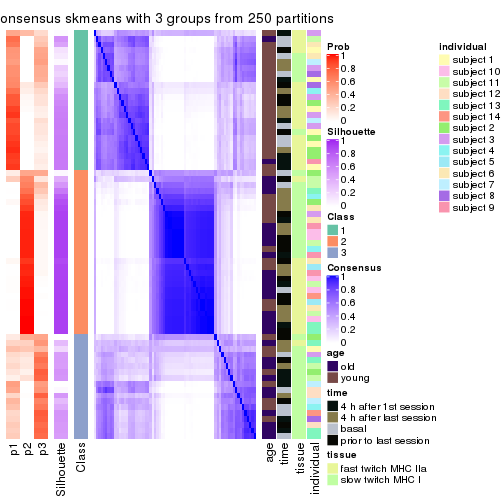 onsensus skmeans with 3 groups from 250 partitions
Prob
1
0.8
0.6
0.4
0.2
0
Silhouette
1
0.8
0.6
0.4
0.2
0
Class
1
2
3
Consensus
1
0.8
0.6
0.4
0.2
0
age
old
young
time
4 h after 1st session
4 h after last session
basal
prior to last session
tissue
fast twitch MHC IIa
slow twitch MHC I
individual
subject 1
subject 10
subject 11
subject 12
subject 13
subject 14
subject 2
subject 3
subject 4
subject 5
subject 6
subject 7
subject 8
subject 9
p1
p2
p3
Silhouette
Class
age
time
tissue
individual